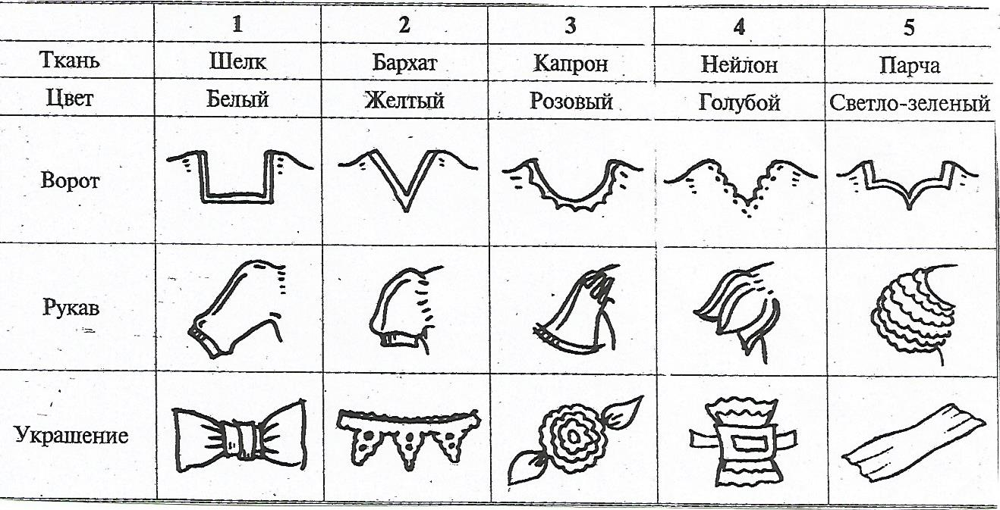 1 2 3 4 5
Ткань Шелк Бархат Капрон Нейлон Парча
Цвет Белый Желтый Розовый Голубой Светло-зеленый
Ворот
Рукав
Украшение